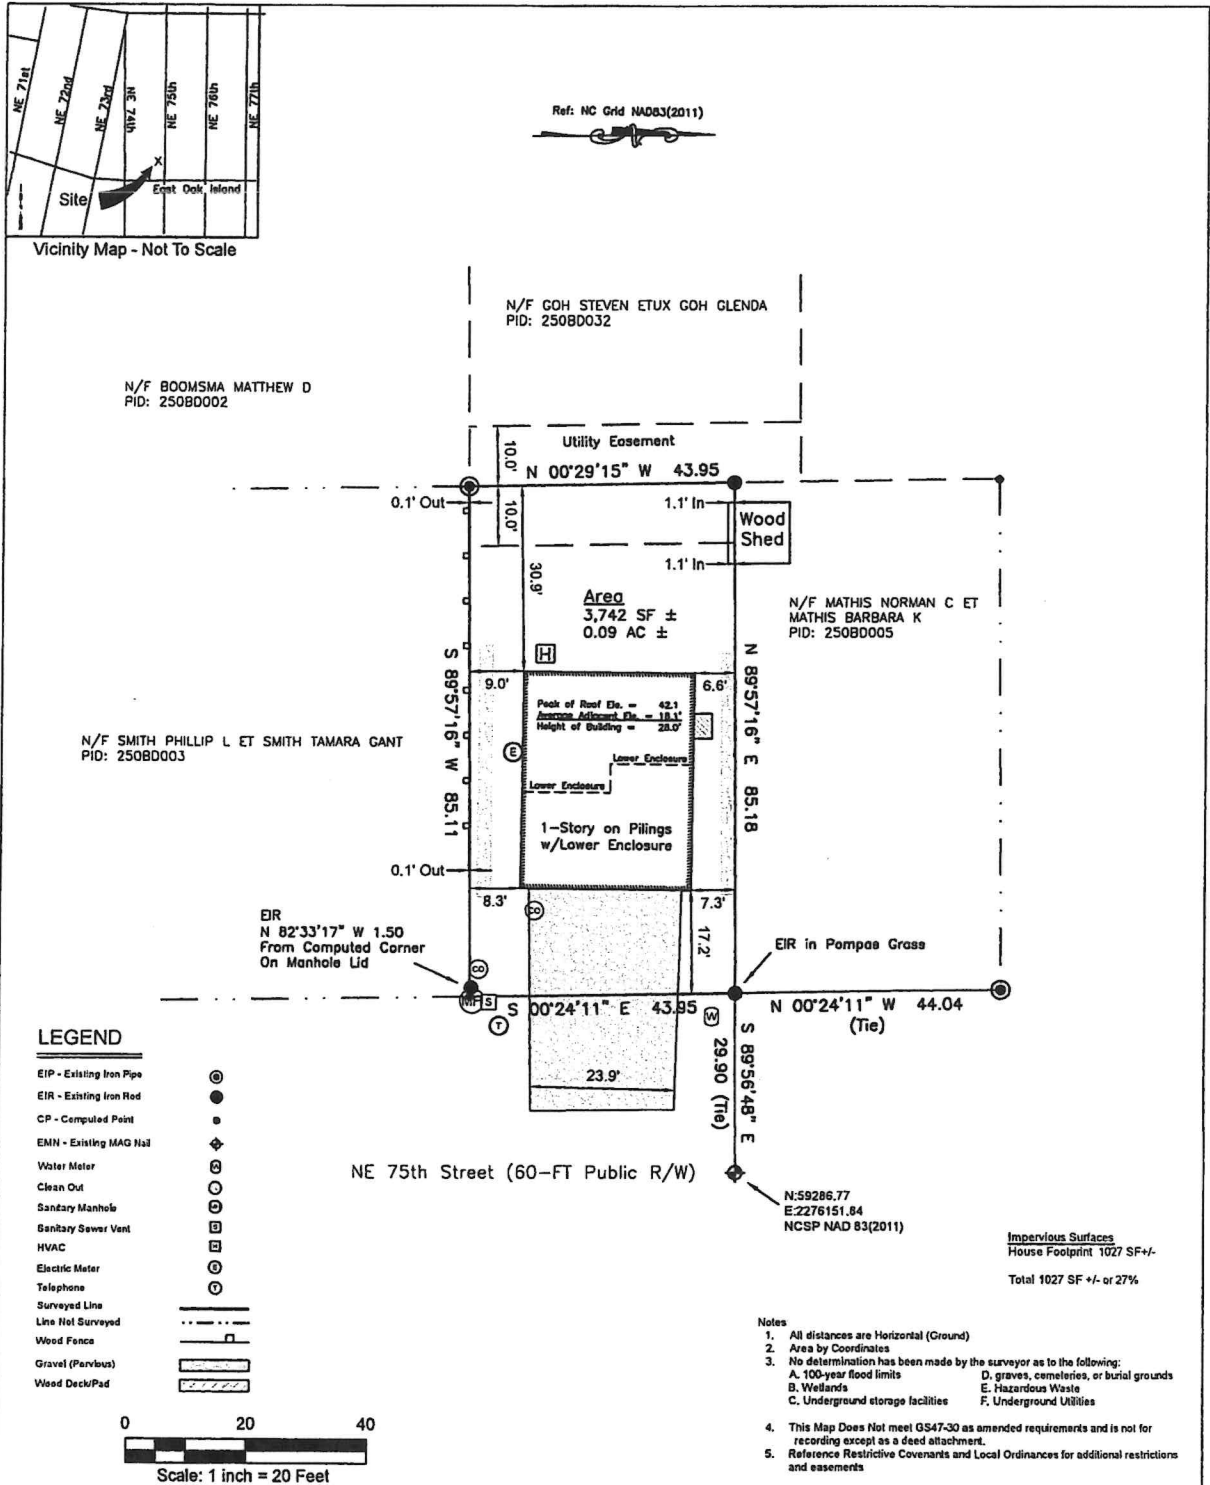 NE 71st
NE 72nd
NE 73rd
NE 74th
NE 75th
NE 76th
NE 77th
X
Site
East Oak Island
Vicinity Map - Not To Scale
Ref: NC Grid NAD83(2011)
N/F GOH STEVEN ETUX GOH GLENDA
PID: 250BD032
N/F BOOMSMA MATTHEW D
PID: 250BD002
Utility Easement
10.0'
N 00°29'15" W 43.95
0.1' Out
10.0'
1.1' In
Wood
Shed
1.1' In
30.9'
Area
3,742 SF ±
0.09 AC ±
N/F MATHIS NORMAN C ET
MATHIS BARBARA K
PID: 250BD005
H
S 89°57'16" W 85.11
N 89°57'16" E 85.18
9.0'
6.6'
Peak of Roof Ele. = 42.1
Average Adjacent Ele. = 18.1'
Height of Building = 28.0'
N/F SMITH PHILLIP L ET SMITH TAMARA GANT
PID: 250BD003
E
Lower Enclosure
Lower Enclosure
1-Story on Pilings
w/Lower Enclosure
0.1' Out
8.3'
CO
7.3'
17.2'
EIR
N 82°33'17" W 1.50
From Computed Corner
On Manhole Lid
EIR in Pompas Grass
CO
MH
S
T
S 00°24'11" E 43.95
W
N 00°24'11" W 44.04
(Tie)
S 89°56'48" E
29.90 (Tie)
23.9'
NE 75th Street (60-FT Public R/W)
N:59286.77
E:2276151.84
NCSP NAD 83(2011)
LEGEND
EIP - Existing Iron Pipe
EIR - Existing Iron Rod
CP - Computed Point
EMN - Existing MAG Nail
Water Meter W
Clean Out
Sanitary Manhole
Sanitary Sewer Vent S
HVAC H
Electric Meter E
Telephone T
Surveyed Line
Line Not Surveyed
Wood Fence
Gravel (Pervious)
Wood Deck/Pad
0 20 40
Scale: 1 inch = 20 Feet
Impervious Surfaces
House Footprint 1027 SF+/-
Total 1027 SF +/- or 27%
Notes
1. All distances are Horizontal (Ground)
2. Area by Coordinates
3. No determination has been made by the surveyor as to the following:
A. 100-year flood limits D. graves, cemeteries, or burial grounds
B. Wetlands E. Hazardous Waste
C. Underground storage facilities F. Underground Utilities
4. This Map Does Not meet GS47-30 as amended requirements and is not for
recording except as a deed attachment.
5. Reference Restrictive Covenants and Local Ordinances for additional restrictions
and easements